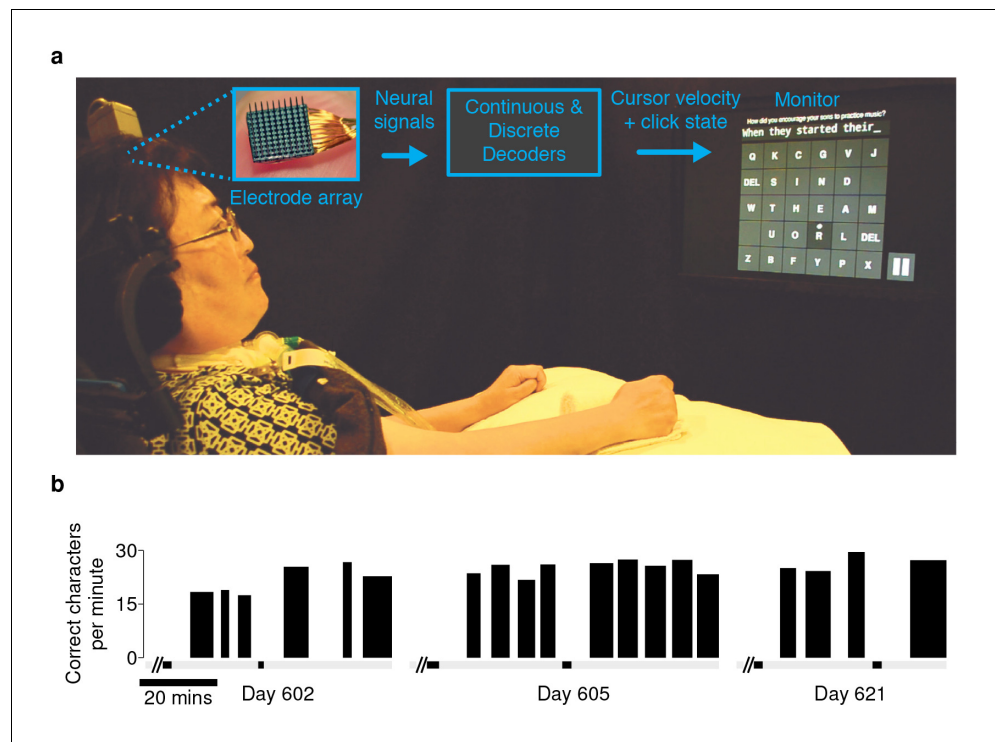 a
Neural
signals
Continuous &
Discrete
Decoders
Cursor velocity
+ click state
Monitor
Electrode array
How did you encourage your sons to practice music?
When they started their_
Q K C G V J
DEL S I N D
W T H E A M
U O R L DEL
Z B F Y P X
b
Correct characters
per minute
30
15
0
20 mins
Day 602
Day 605
Day 621